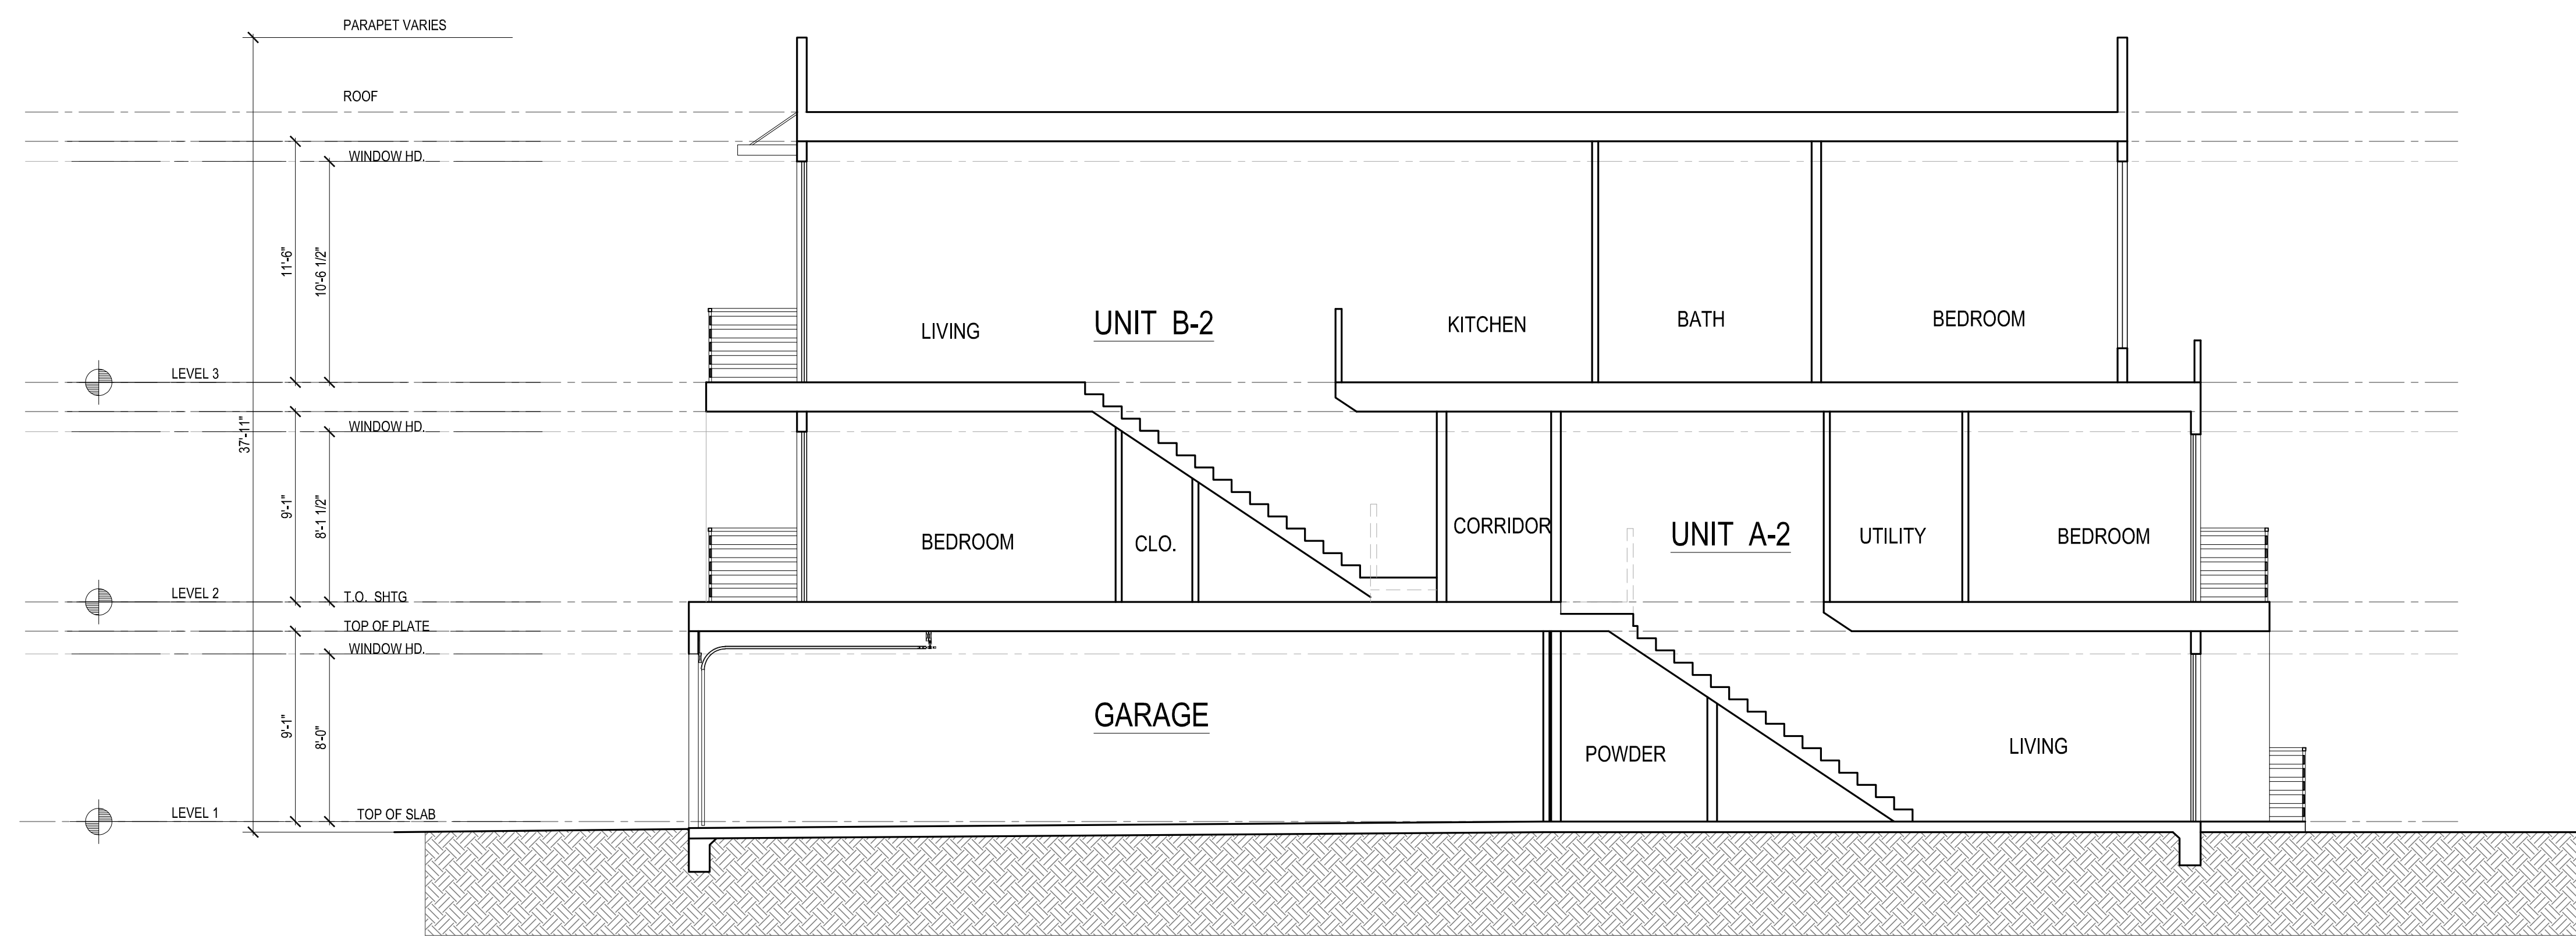 PARAPET VARIES
ROOF
WINDOW HD.
11'-6"
10'-6 1/2"
LIVING
UNIT B-2
KITCHEN
BATH
BEDROOM
LEVEL 3
WINDOW HD.
37'-11"
9'-1"
8'-1 1/2"
BEDROOM
CLO.
CORRIDOR
UNIT A-2
UTILITY
BEDROOM
LEVEL 2
T.O. SHTG
TOP OF PLATE
WINDOW HD.
9'-1"
8'-0"
GARAGE
POWDER
LIVING
LEVEL 1
TOP OF SLAB